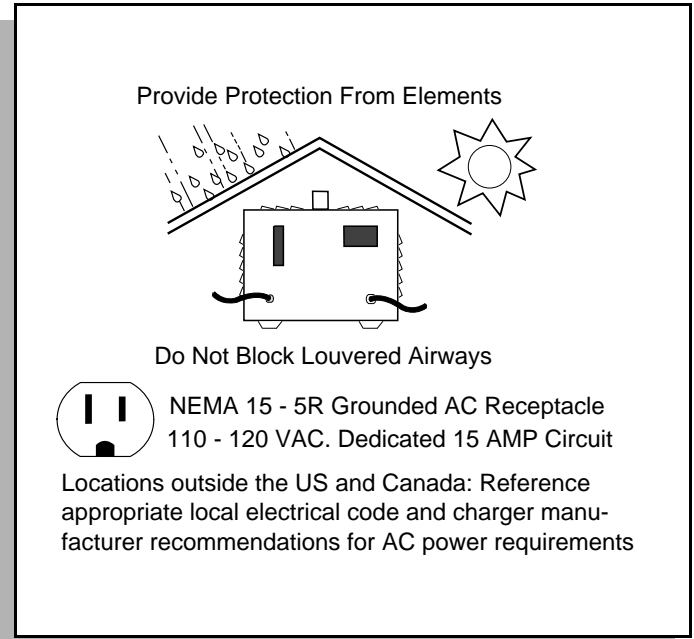 Provide Protection From Elements
Do Not Block Louvered Airways
NEMA 15 - 5R Grounded AC Receptacle
110 - 120 VAC. Dedicated 15 AMP Circuit
Locations outside the US and Canada: Reference
appropriate local electrical code and charger manu-
facturer recommendations for AC power requirements